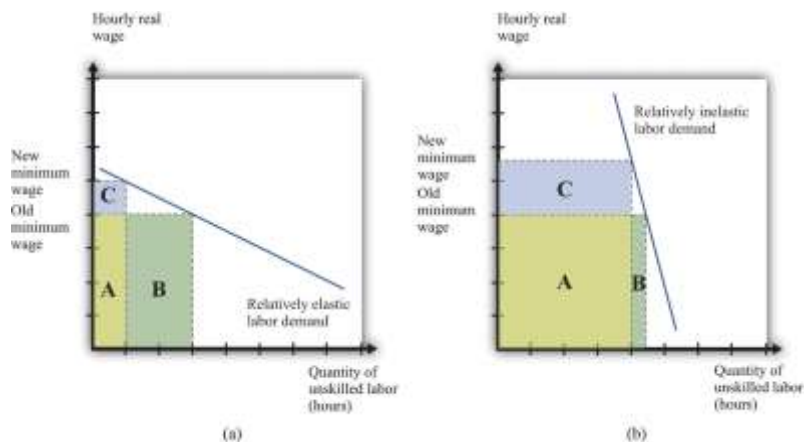 Hourly real
wage
New
minimum
wage
Old
minimum
wage
C
A
B
Relatively elastic
labor demand
Quantity of
unskilled labor
(hours)
(a)
Hourly real
wage
Relatively inelastic
labor demand
New
minimum
wage
Old
minimum
wage
C
A
B
Quantity of
unskilled labor
(hours)
(b)